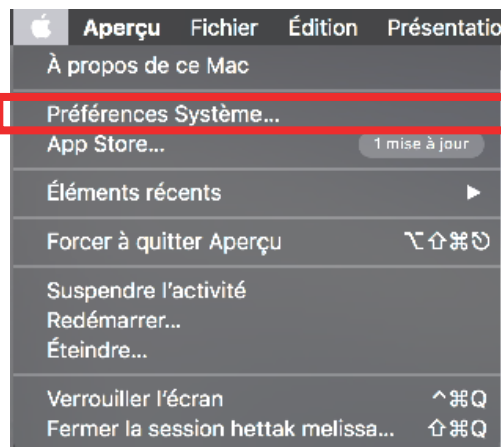 Aperçu Fichier Édition Présentatio
À propos de ce Mac
Préférences Système...
App Store... 1 mise à jour
Éléments récents ▶
Forcer à quitter Aperçu ⌥⇧⌘⎋
Suspendre l'activité
Redémarrer...
Éteindre...
Verrouiller l'écran ^⌘Q
Fermer la session hettak melissa... ⇧⌘Q